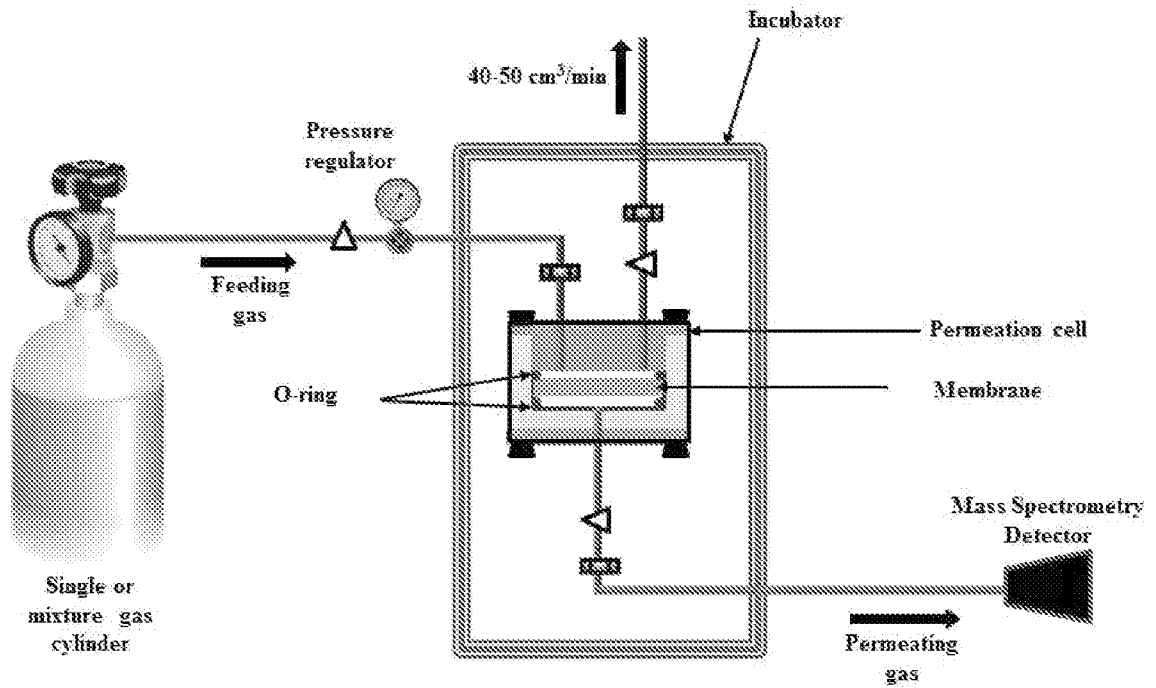 Incubator
40-50 cm³/min
Pressure
regulator
Feeding
gas
Permeation cell
O-ring
Membrane
Mass Spectrometry
Detector
Single or
mixture gas
cylinder
Permeating
gas